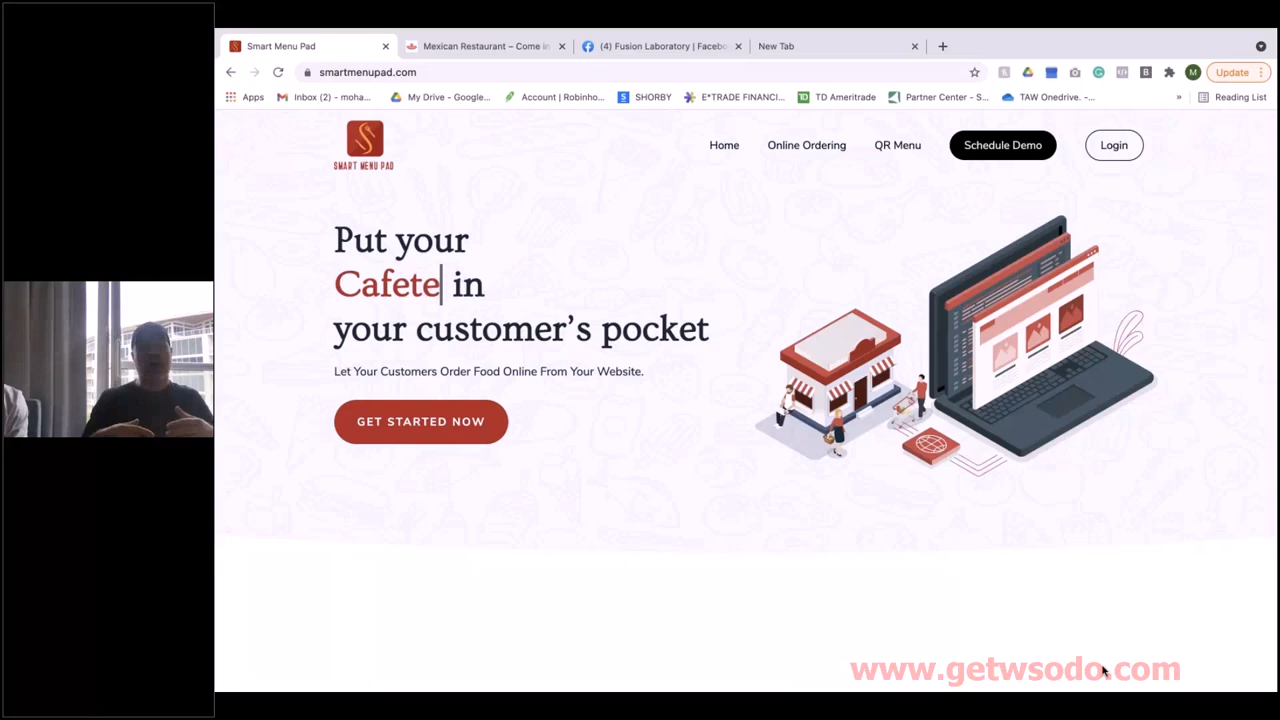 Smart Menu Pad
Mexican Restaurant – Come in
(4) Fusion Laboratory | Facebo
New Tab
smartmenupad.com
Update
Apps
Inbox (2) - moha...
My Drive - Google...
Account | Robinho...
SHORBY
E*TRADE FINANCI...
TD Ameritrade
Partner Center - S...
TAW Onedrive. -...
»
Reading List
SMART MENU PAD
Home
Online Ordering
QR Menu
Schedule Demo
Login
Put your
Cafete in
your customer's pocket
Let Your Customers Order Food Online From Your Website.
GET STARTED NOW
www.getwsodo.com